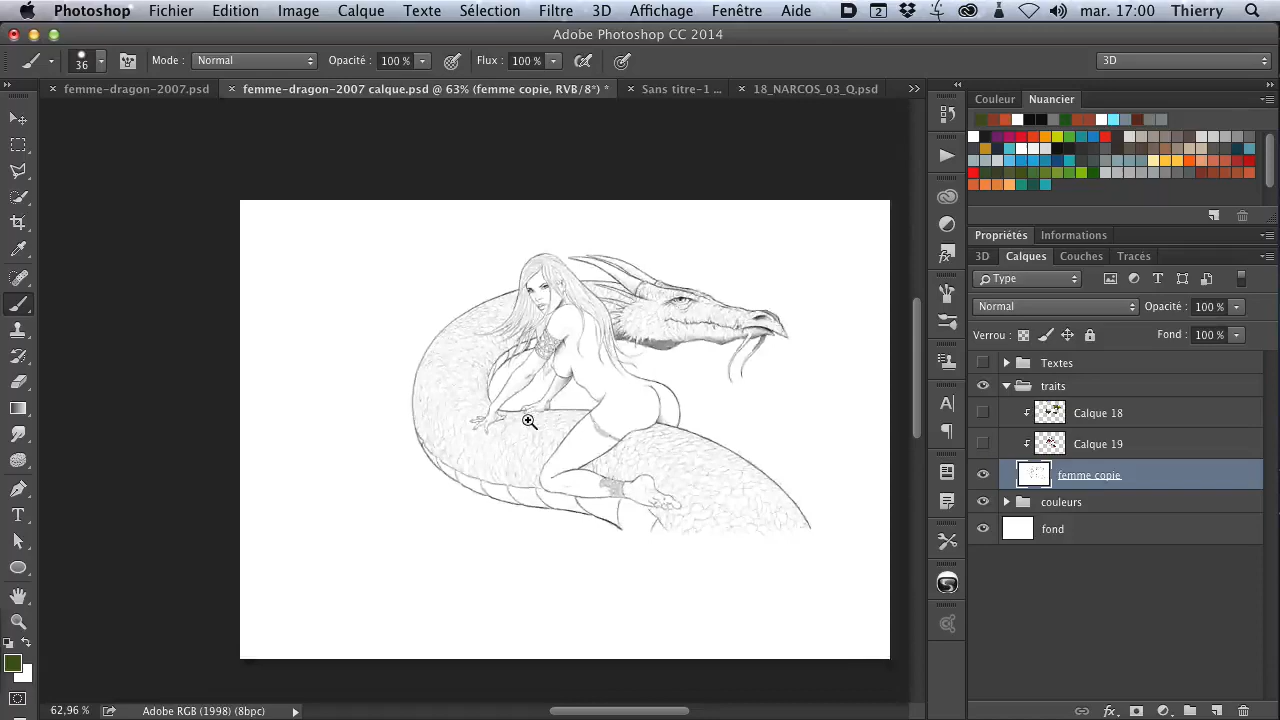 Photoshop Fichier Edition Image Calque Texte Sélection Filtre 3D Affichage Fenêtre Aide 2 mar. 17:00 Thierry
Adobe Photoshop CC 2014
36 Mode : Normal Opacité : 100 % Flux : 100 % 3D
× femme-dragon-2007.psd × femme-dragon-2007 calque.psd @ 63% (femme copie, RVB/8*) * × Sans titre-1 ... × 18_NARCOS_03_Q.psd
Couleur Nuancier
Propriétés Informations
3D Calques Couches Tracés
Type
Normal Opacité : 100 %
Verrou : Fond : 100 %
Textes
traits
Calque 18
Calque 19
femme copie
couleurs
fond
62,96 % Adobe RGB (1998) (8bpc)